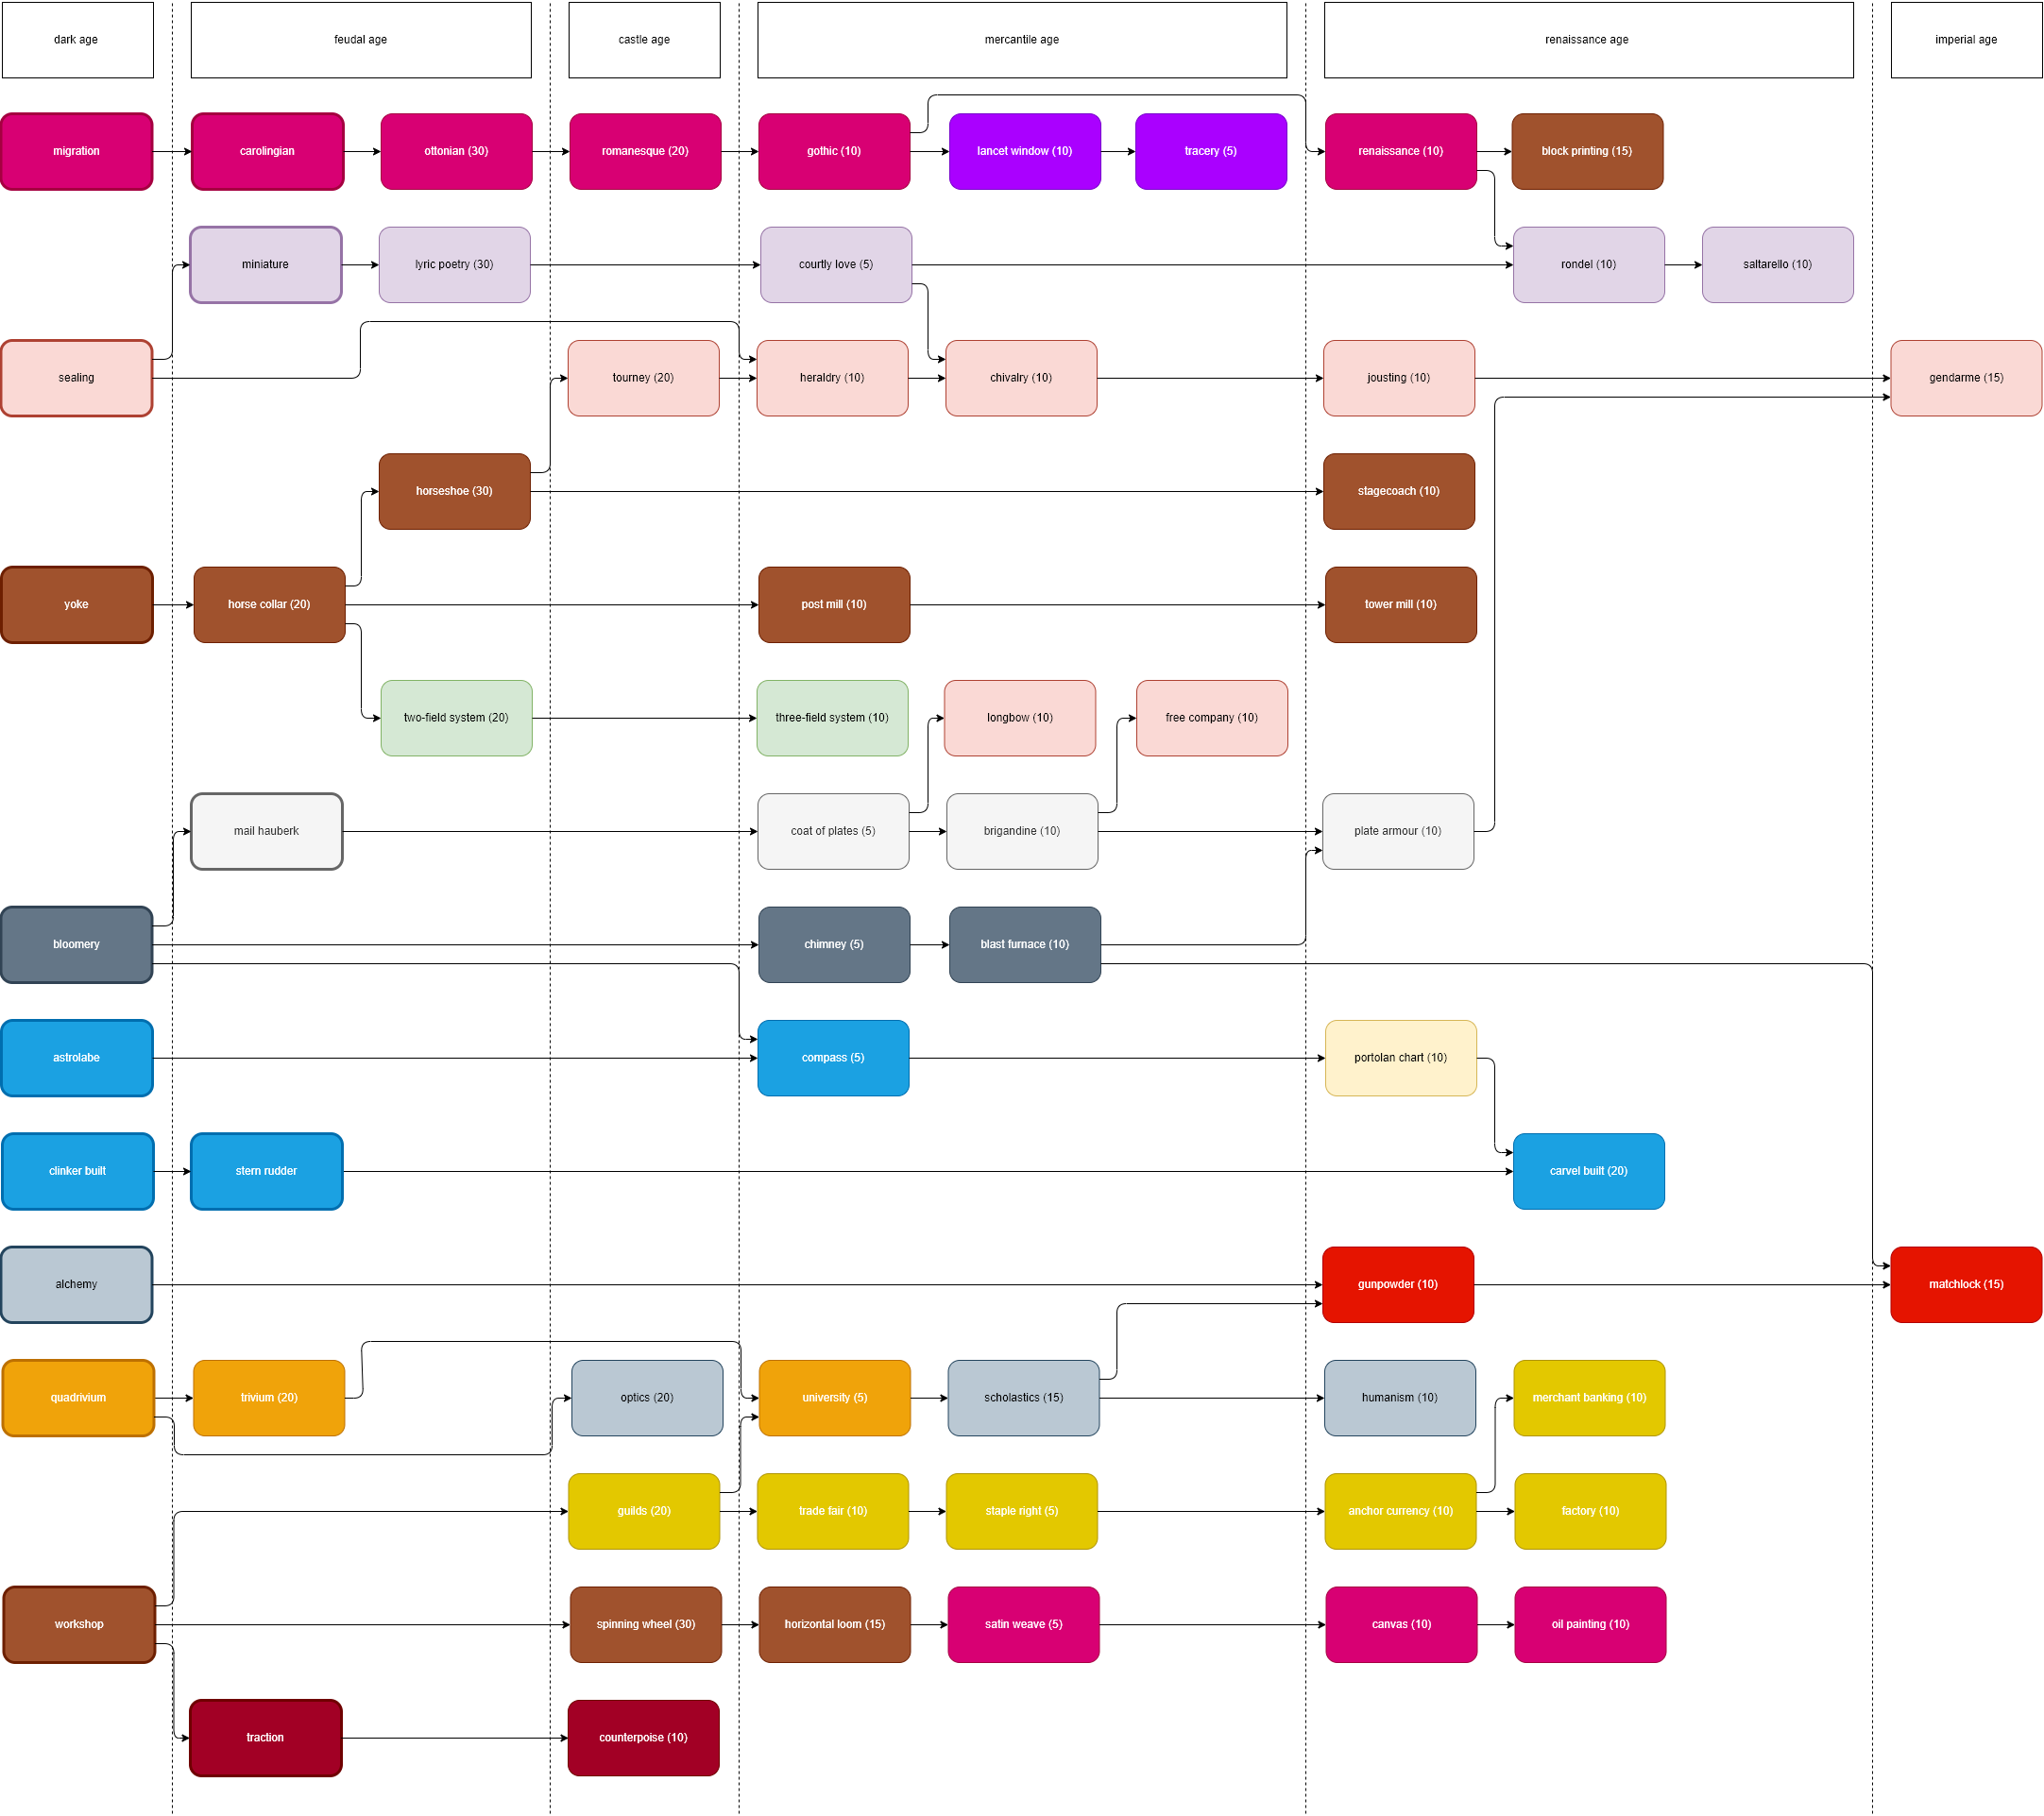 dark age
feudal age
castle age
mercantile age
renaissance age
imperial age
migration
carolingian
ottonian (30)
romanesque (20)
gothic (10)
lancet window (10)
tracery (5)
renaissance (10)
block printing (15)
miniature
lyric poetry (30)
courtly love (5)
rondel (10)
saltarello (10)
sealing
tourney (20)
heraldry (10)
chivalry (10)
jousting (10)
gendarme (15)
horseshoe (30)
stagecoach (10)
yoke
horse collar (20)
post mill (10)
tower mill (10)
two-field system (20)
three-field system (10)
longbow (10)
free company (10)
mail hauberk
coat of plates (5)
brigandine (10)
plate armour (10)
bloomery
chimney (5)
blast furnace (10)
astrolabe
compass (5)
portolan chart (10)
clinker built
stern rudder
carvel built (20)
alchemy
gunpowder (10)
matchlock (15)
quadrivium
trivium (20)
optics (20)
university (5)
scholastics (15)
humanism (10)
merchant banking (10)
guilds (20)
trade fair (10)
staple right (5)
anchor currency (10)
factory (10)
workshop
spinning wheel (30)
horizontal loom (15)
satin weave (5)
canvas (10)
oil painting (10)
traction
counterpoise (10)